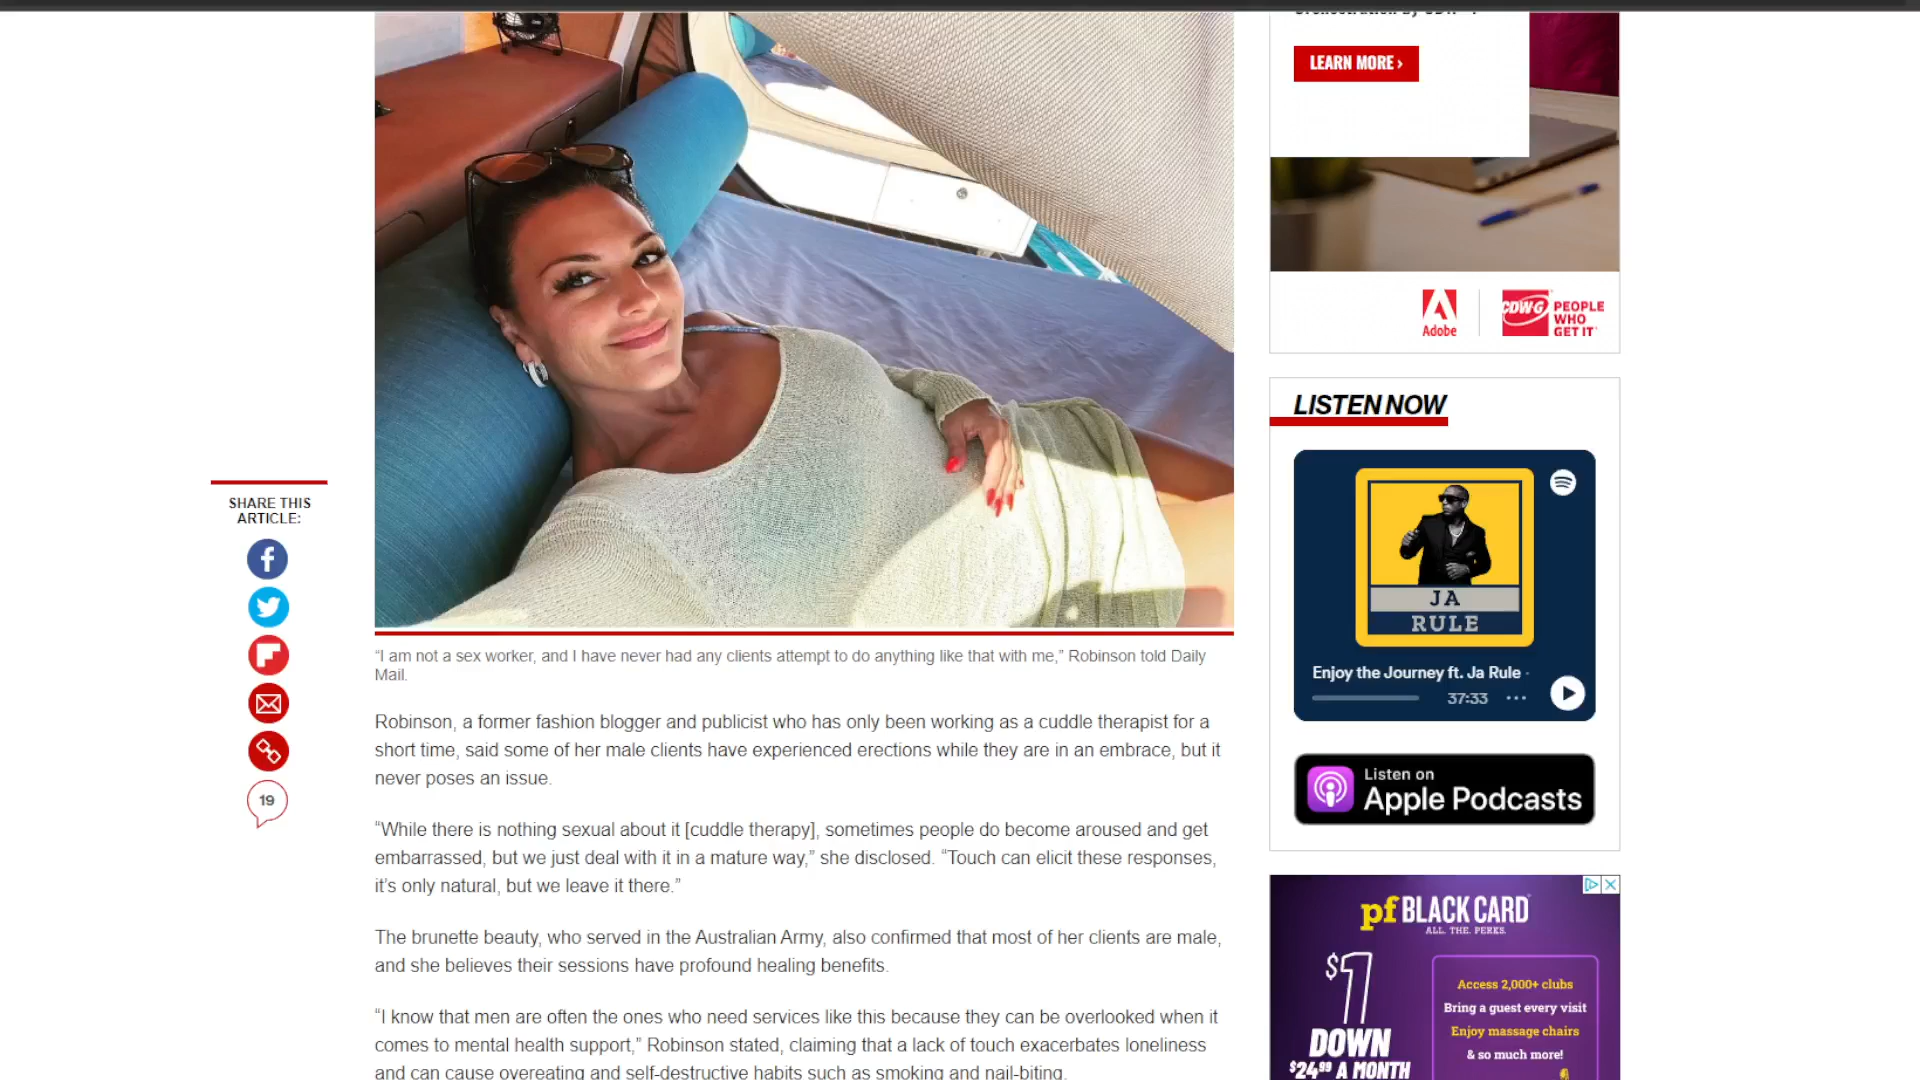 LEARN MORE ›
Adobe
CDW·G
PEOPLE
WHO
GET IT
LISTEN NOW
JA
RULE
Enjoy the Journey ft. Ja Rule ·
37:33
Listen on
Apple Podcasts
SHARE THIS
ARTICLE:
19
“I am not a sex worker, and I have never had any clients attempt to do anything like that with me,” Robinson told Daily
Mail.
Robinson, a former fashion blogger and publicist who has only been working as a cuddle therapist for a
short time, said some of her male clients have experienced erections while they are in an embrace, but it
never poses an issue.
“While there is nothing sexual about it [cuddle therapy], sometimes people do become aroused and get
embarrassed, but we just deal with it in a mature way,” she disclosed. “Touch can elicit these responses,
it’s only natural, but we leave it there.”
The brunette beauty, who served in the Australian Army, also confirmed that most of her clients are male,
and she believes their sessions have profound healing benefits.
“I know that men are often the ones who need services like this because they can be overlooked when it
comes to mental health support,” Robinson stated, claiming that a lack of touch exacerbates loneliness
and can cause overeating and self-destructive habits such as smoking and nail-biting.
pf BLACK CARD
ALL. THE. PERKS.
$1
DOWN
$24.99 A MONTH
Access 2,000+ clubs
Bring a guest every visit
Enjoy massage chairs
& so much more!